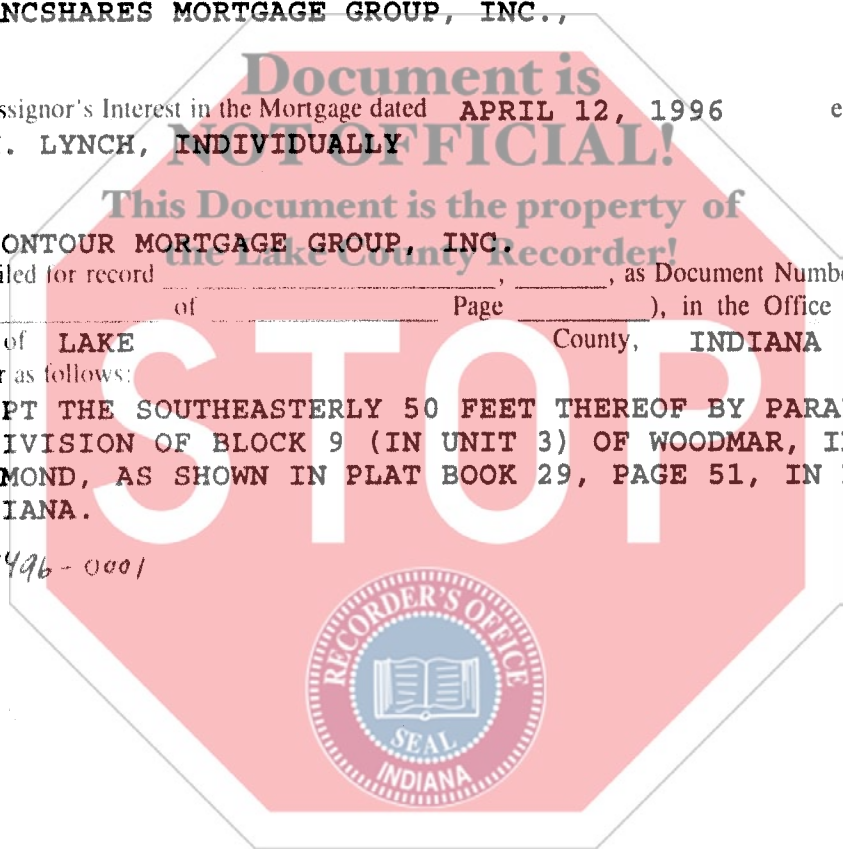 NCSHARES MORTGAGE GROUP, INC.,
Document is
ssignor's Interest in the Mortgage dated APRIL 12, 1996 e
NOT OFFICIAL!
. LYNCH, INDIVIDUALLY
This Document is the property of
ONTOUR MORTGAGE GROUP, INC.
the Lake County Recorder!
iled for record , , as Document Numbe
of Page ), in the Office
of LAKE County, INDIANA
r as follows:
PT THE SOUTHEASTERLY 50 FEET THEREOF BY PARA
IVISION OF BLOCK 9 (IN UNIT 3) OF WOODMAR, I
MOND, AS SHOWN IN PLAT BOOK 29, PAGE 51, IN
IANA.
496-0001
STOP
RECORDER'S OFFICE
SEAL
INDIANA